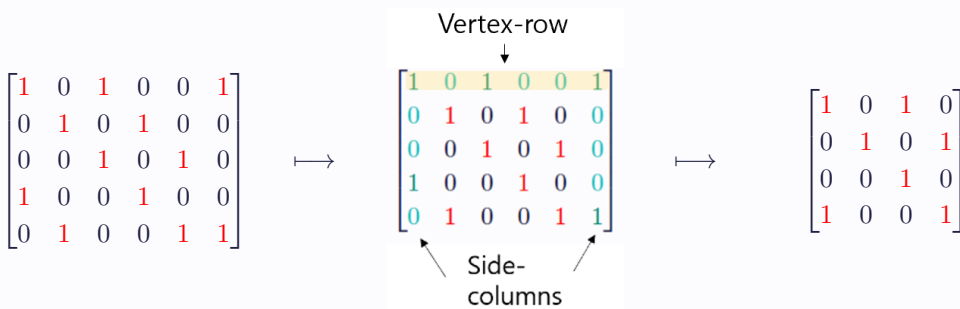 Vertex-row
1 0 1 0 0 1
0 1 0 1 0 0
0 0 1 0 1 0
1 0 0 1 0 0
0 1 0 0 1 1
⟼
1 0 1 0 0 1
0 1 0 1 0 0
0 0 1 0 1 0
1 0 0 1 0 0
0 1 0 0 1 1
⟼
1 0 1 0
0 1 0 1
0 0 1 0
1 0 0 1
Side-
columns